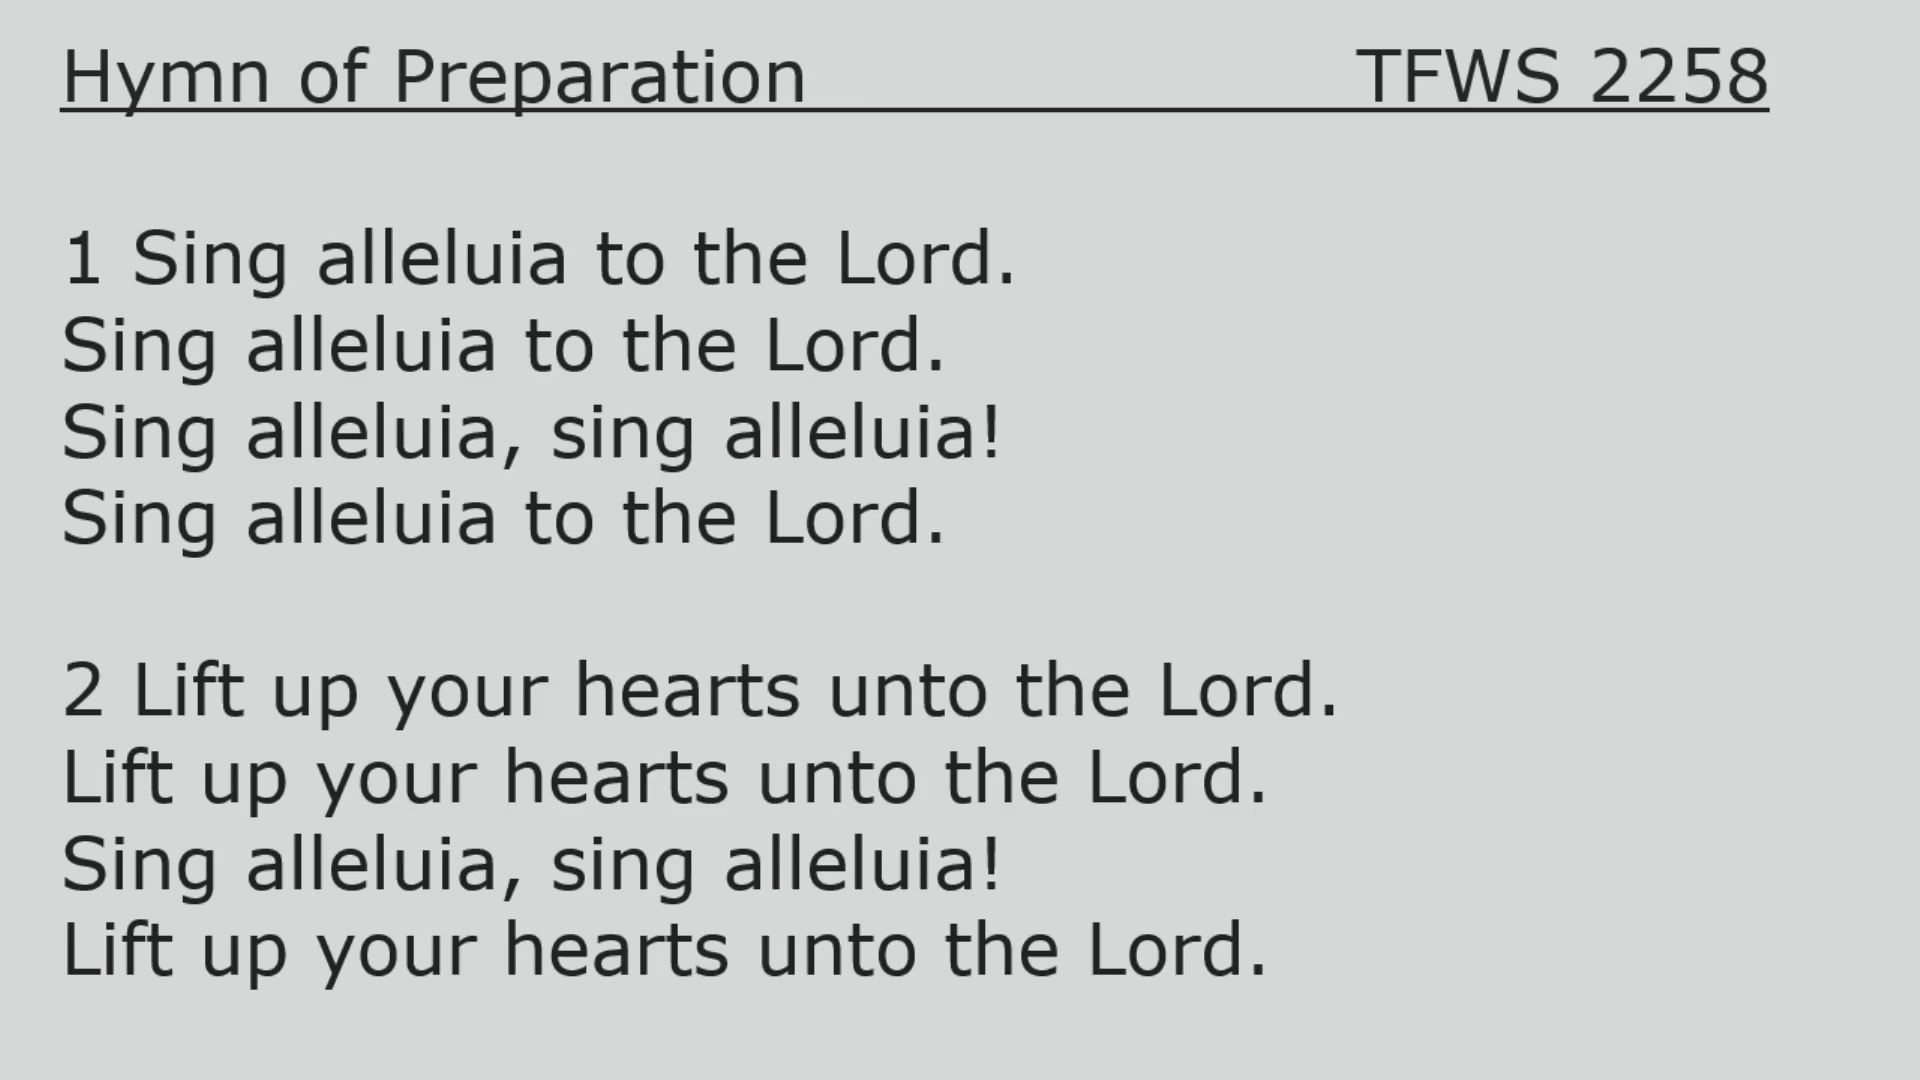 Hymn of Preparation TFWS 2258
1 Sing alleluia to the Lord.
Sing alleluia to the Lord.
Sing alleluia, sing alleluia!
Sing alleluia to the Lord.
2 Lift up your hearts unto the Lord.
Lift up your hearts unto the Lord.
Sing alleluia, sing alleluia!
Lift up your hearts unto the Lord.